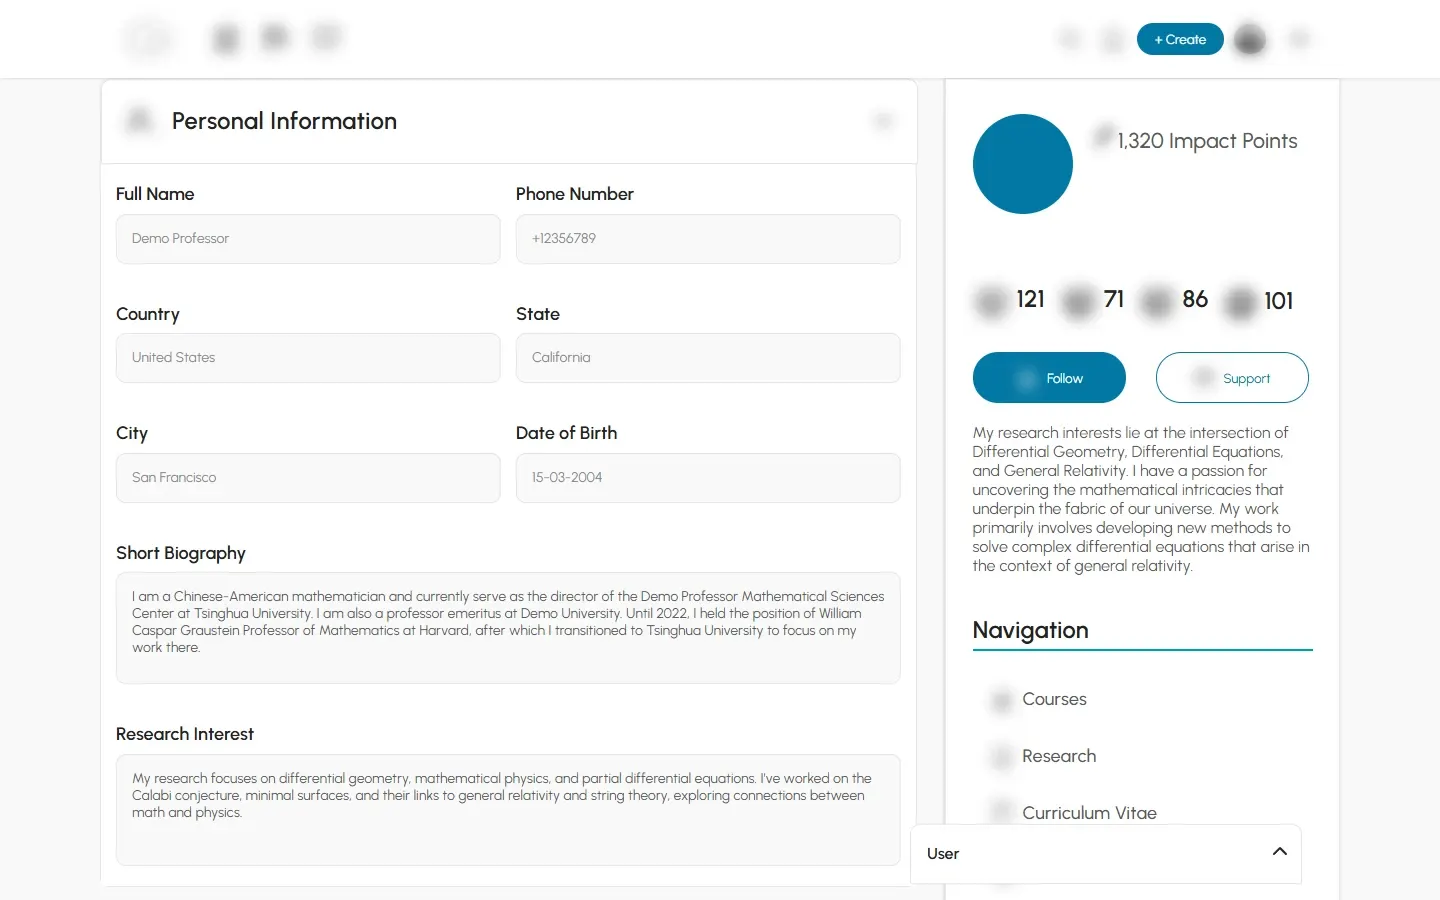 + Create
Personal Information
Full Name
Demo Professor
Phone Number
+12356789
Country
United States
State
California
City
San Francisco
Date of Birth
15-03-2004
Short Biography
I am a Chinese-American mathematician and currently serve as the director of the Demo Professor Mathematical Sciences
Center at Tsinghua University. I am also a professor emeritus at Demo University. Until 2022, I held the position of William
Caspar Graustein Professor of Mathematics at Harvard, after which I transitioned to Tsinghua University to focus on my
work there.
Research Interest
My research focuses on differential geometry, mathematical physics, and partial differential equations. I've worked on the
Calabi conjecture, minimal surfaces, and their links to general relativity and string theory, exploring connections between
math and physics.
1,320 Impact Points
121 71 86 101
Follow
Support
My research interests lie at the intersection of
Differential Geometry, Differential Equations,
and General Relativity. I have a passion for
uncovering the mathematical intricacies that
underpin the fabric of our universe. My work
primarily involves developing new methods to
solve complex differential equations that arise in
the context of general relativity.
Navigation
Courses
Research
Curriculum Vitae
User